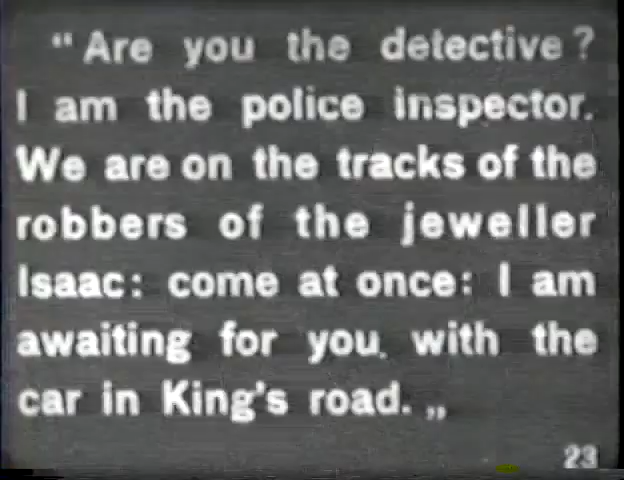 “ Are you the detective?
I am the police inspector.
We are on the tracks of the
robbers of the jeweller
Isaac: come at once: I am
awaiting for you. with the
car in King's road. „
23